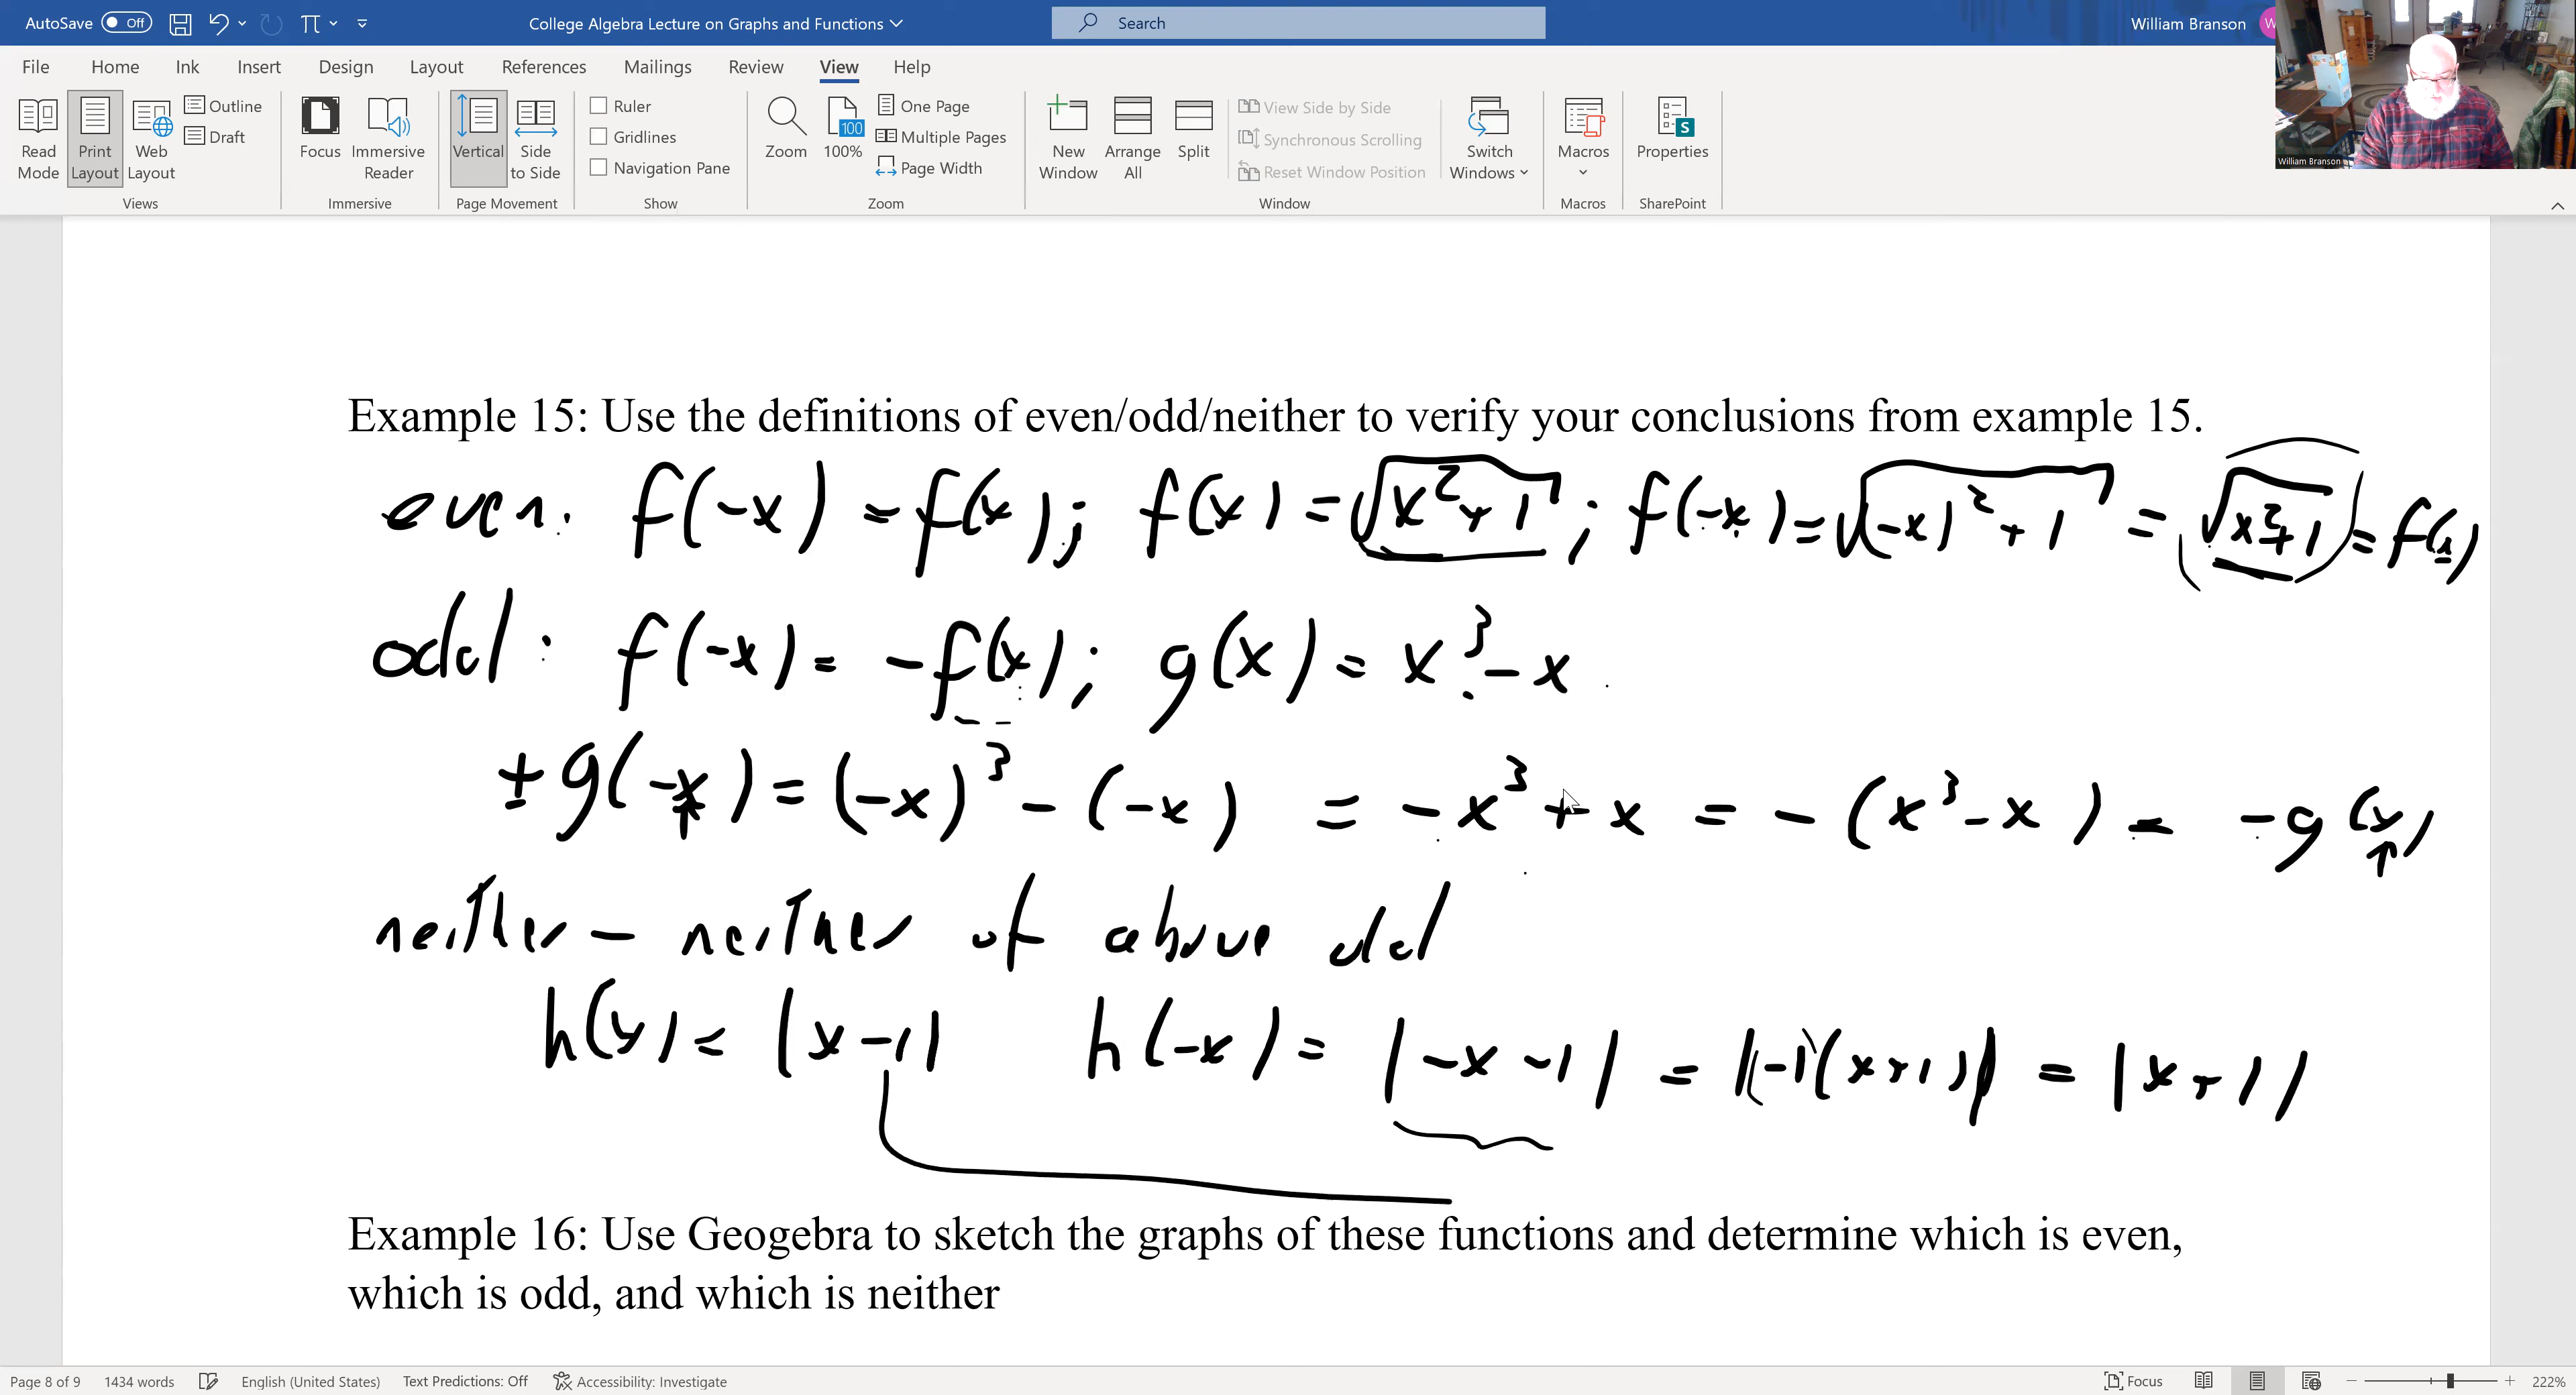 AutoSave Off
College Algebra Lecture on Graphs and Functions
Search
William Branson
File Home Ink Insert Design Layout References Mailings Review View Help
Read Mode
Print Layout
Web Layout
Outline
Draft
Views
Focus
Immersive Reader
Immersive
Vertical
Side to Side
Page Movement
Ruler
Gridlines
Navigation Pane
Show
Zoom
100
100%
One Page
Multiple Pages
Page Width
Zoom
New Window
Arrange All
Split
View Side by Side
Synchronous Scrolling
Reset Window Position
Switch Windows
Window
Macros
Macros
S
Properties
SharePoint
William Branson
Example 15: Use the definitions of even/odd/neither to verify your conclusions from example 15.
even: f(-x) = f(x); f(x) = √(x²+1); f(-x) = √((-x)²+1) = (√(x²+1)) = f(x)
odd: f(-x) = -f(x); g(x) = x³ - x
+g(-x) = (-x)³ - (-x) = -x³ + x = -(x³ - x) = -g(x)
neither – neither of above
h(x) = |x-1| h(-x) = |-x-1| = |(-1)(x+1)| = |x+1|
Example 16: Use Geogebra to sketch the graphs of these functions and determine which is even,
which is odd, and which is neither
Page 8 of 9 1434 words English (United States) Text Predictions: Off Accessibility: Investigate Focus 222%